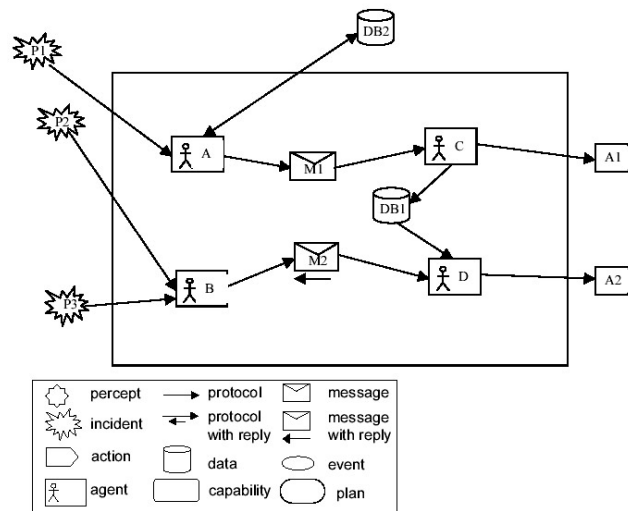 P1
DB2
P2
A
M1
C
A1
DB1
M2
B
D
A2
P3
percept
protocol
message
incident
protocol
with reply
message
with reply
action
data
event
agent
capability
plan